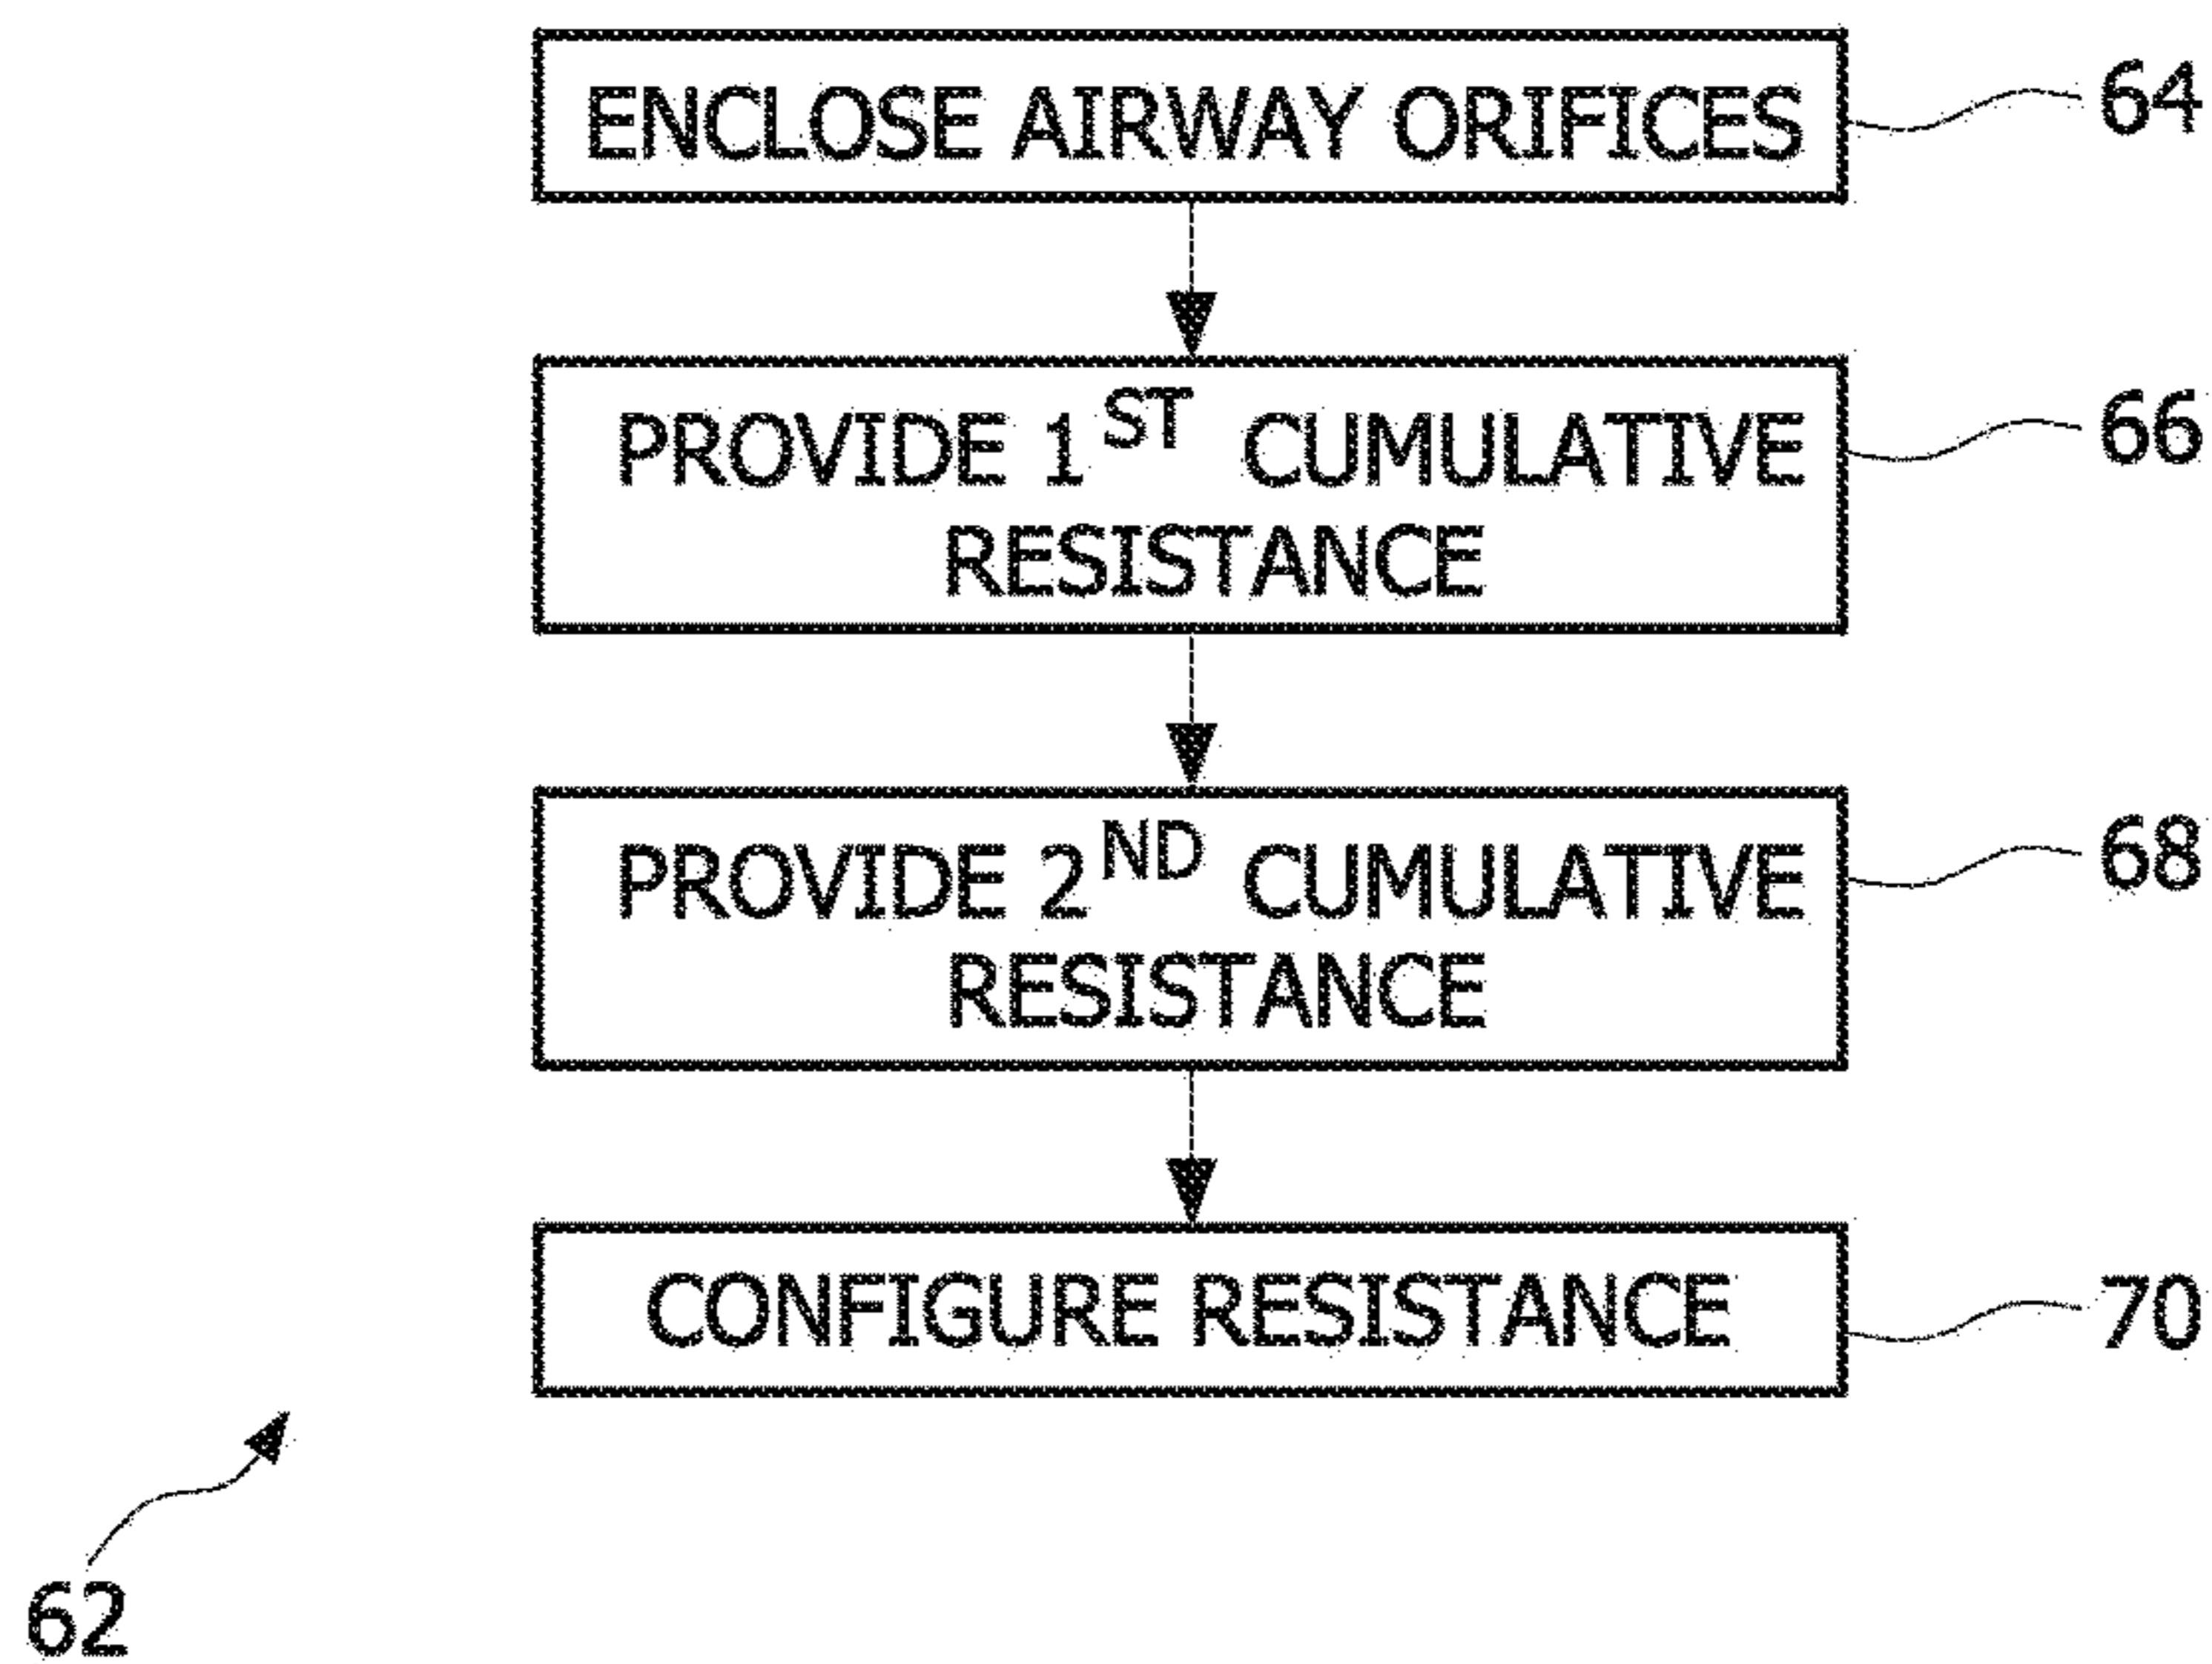 ENCLOSE AIRWAY ORIFICES
64
PROVIDE 1ST CUMULATIVE
RESISTANCE
66
PROVIDE 2ND CUMULATIVE
RESISTANCE
68
CONFIGURE RESISTANCE
70
62